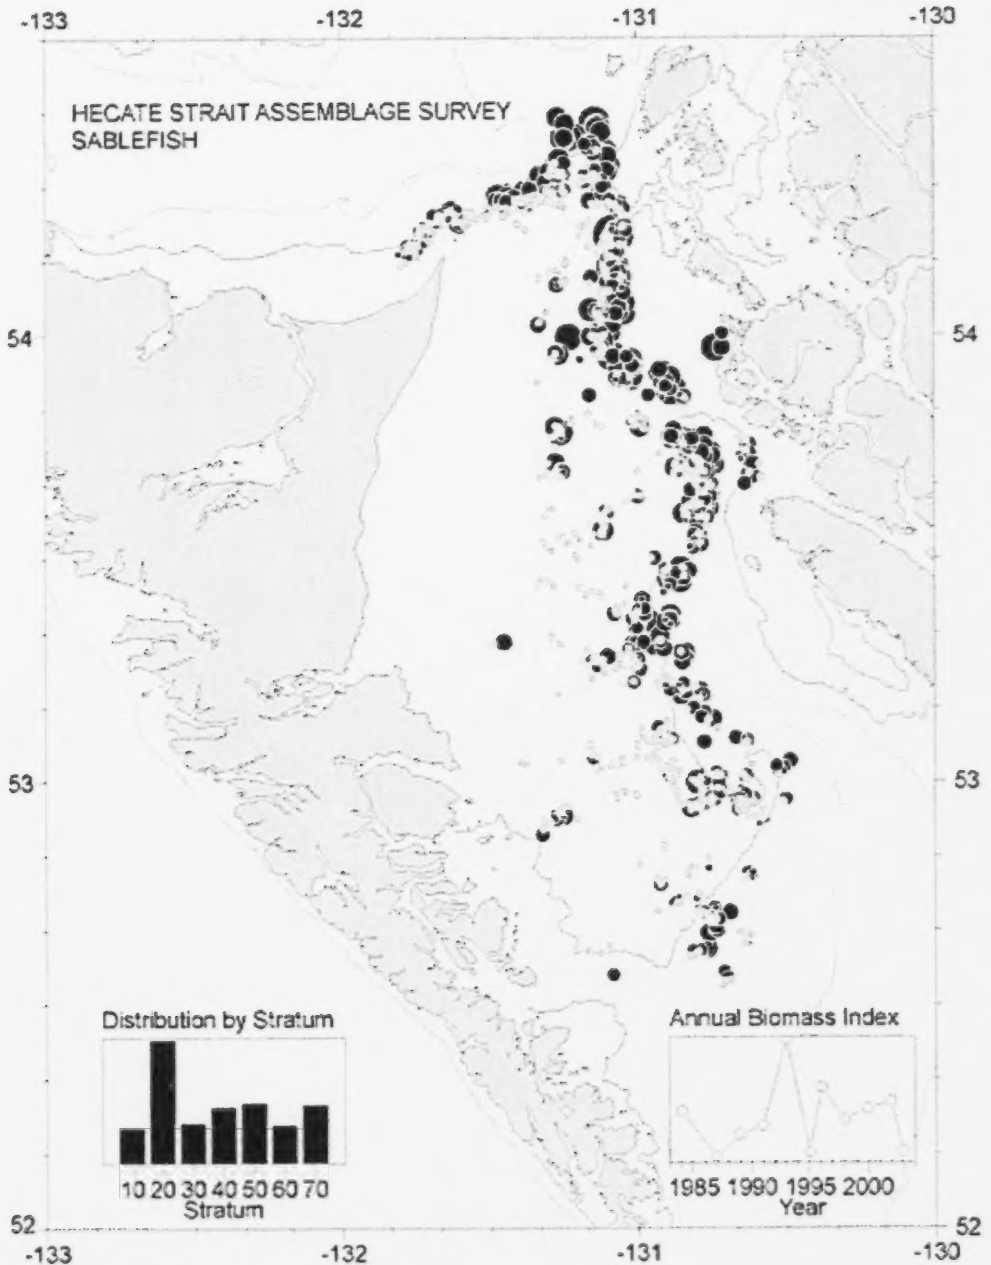 -133 -132 -131 -130
HECATE STRAIT ASSEMBLAGE SURVEY
SABLEFISH
54 54
53 53
Distribution by Stratum
10 20 30 40 50 60 70
Stratum
Annual Biomass Index
1985 1990 1995 2000
Year
52 52
-133 -132 -131 -130